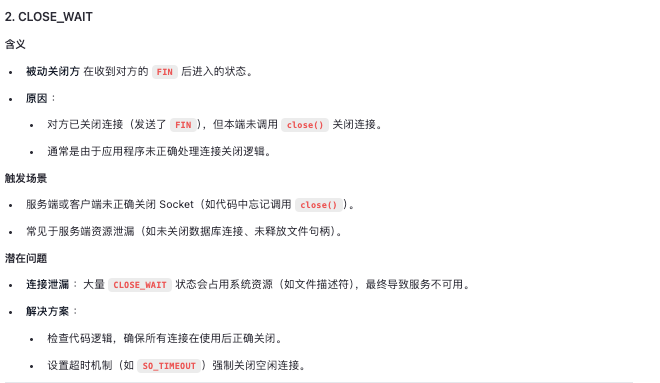 2. CLOSE_WAIT
含义
• 被动关闭方 在收到对方的 FIN 后进入的状态。
• 原因：
• 对方已关闭连接（发送了 FIN），但本端未调用 close() 关闭连接。
• 通常是由于应用程序未正确处理连接关闭逻辑。
触发场景
• 服务端或客户端未正确关闭 Socket（如代码中忘记调用 close()）。
• 常见于服务端资源泄漏（如未关闭数据库连接、未释放文件句柄）。
潜在问题
• 连接泄漏：大量 CLOSE_WAIT 状态会占用系统资源（如文件描述符），最终导致服务不可用。
• 解决方案：
• 检查代码逻辑，确保所有连接在使用后正确关闭。
• 设置超时机制（如 SO_TIMEOUT）强制关闭空闲连接。